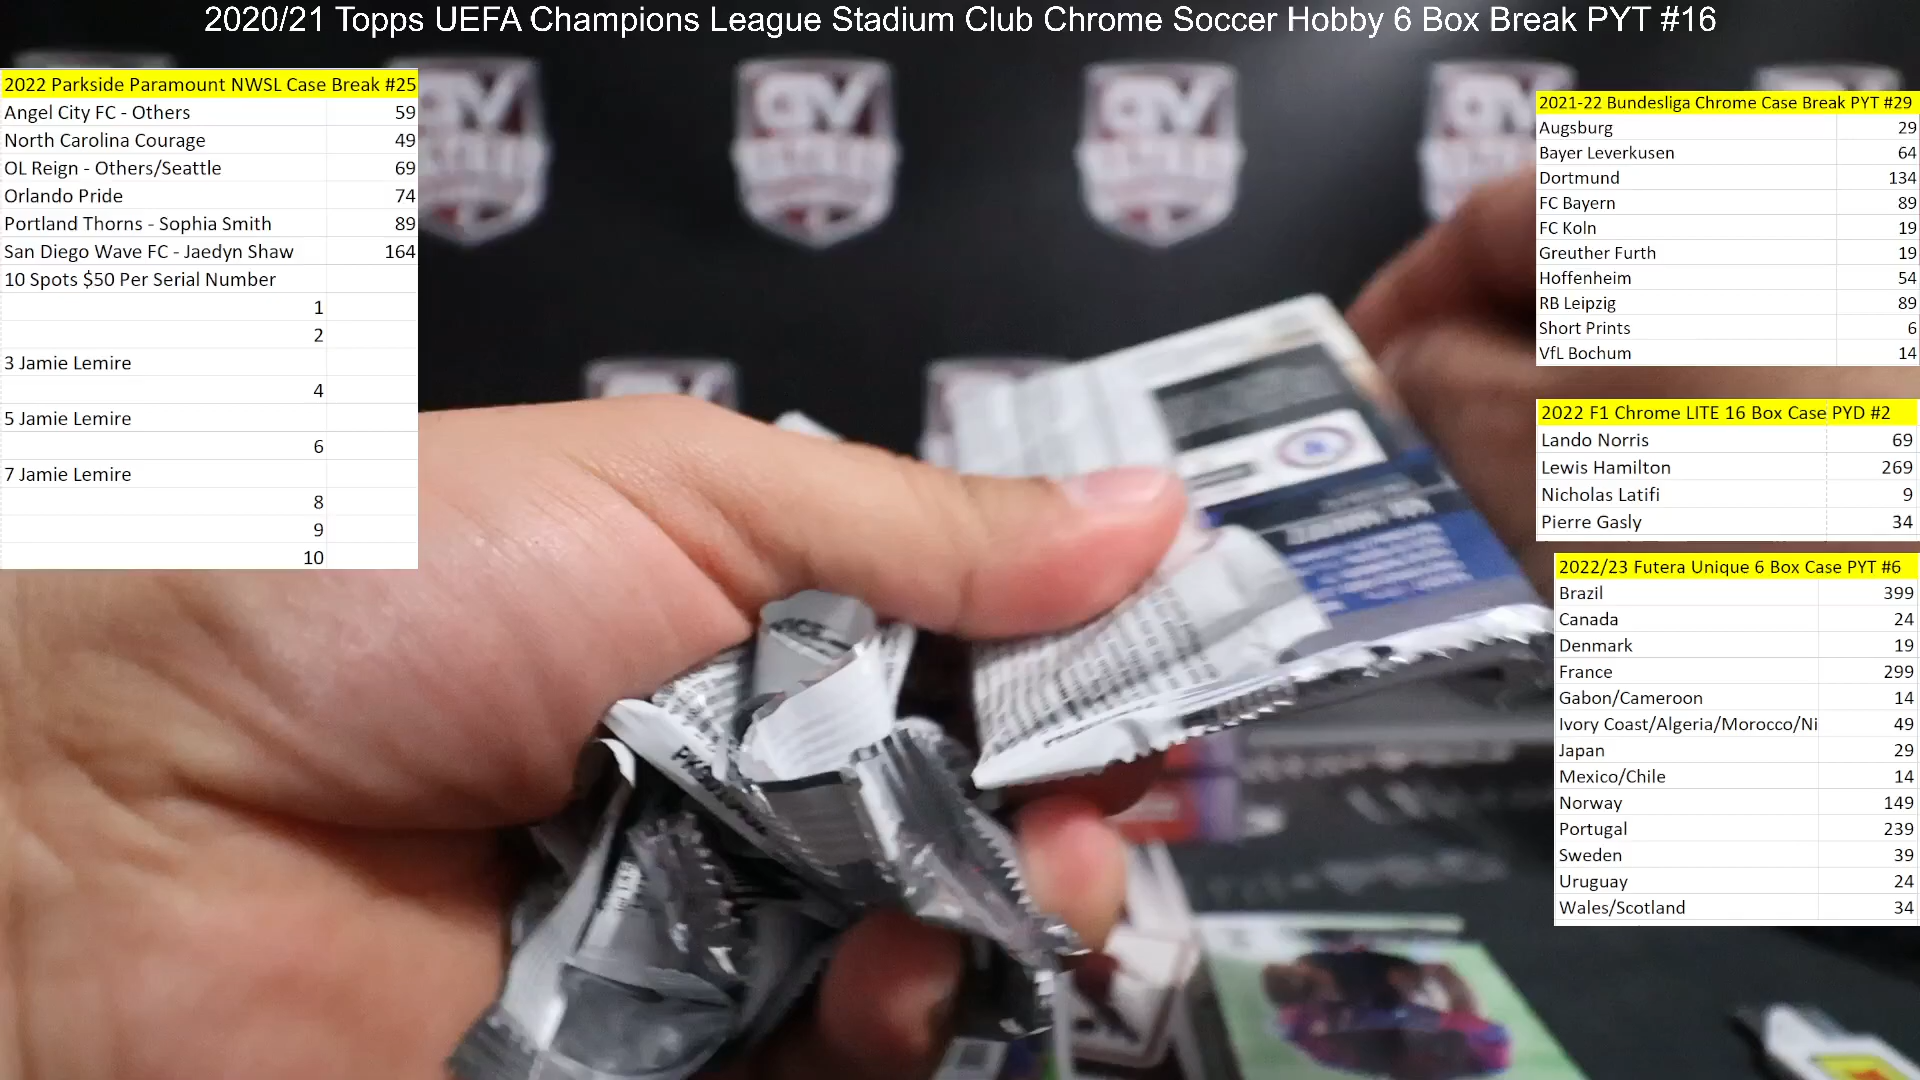 2020/21 Topps UEFA Champions League Stadium Club Chrome Soccer Hobby 6 Box Break PYT #16
2022 Parkside Paramount NWSL Case Break #25
Angel City FC - Others 59
North Carolina Courage 49
OL Reign - Others/Seattle 69
Orlando Pride 74
Portland Thorns - Sophia Smith 89
San Diego Wave FC - Jaedyn Shaw 164
10 Spots $50 Per Serial Number
1
2
3 Jamie Lemire
4
5 Jamie Lemire
6
7 Jamie Lemire
8
9
10
2021-22 Bundesliga Chrome Case Break PYT #29
Augsburg 29
Bayer Leverkusen 64
Dortmund 134
FC Bayern 89
FC Koln 19
Greuther Furth 19
Hoffenheim 54
RB Leipzig 89
Short Prints 6
VfL Bochum 14
2022 F1 Chrome LITE 16 Box Case PYD #2
Lando Norris 69
Lewis Hamilton 269
Nicholas Latifi 9
Pierre Gasly 34
2022/23 Futera Unique 6 Box Case PYT #6
Brazil 399
Canada 24
Denmark 19
France 299
Gabon/Cameroon 14
Ivory Coast/Algeria/Morocco/Ni 49
Japan 29
Mexico/Chile 14
Norway 149
Portugal 239
Sweden 39
Uruguay 24
Wales/Scotland 34